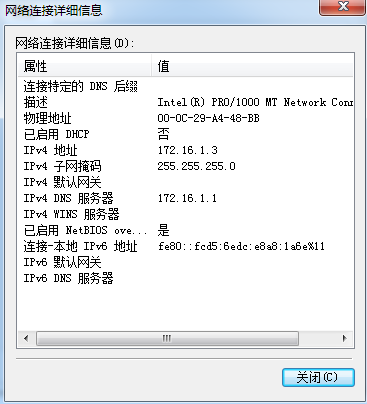 网络连接详细信息
网络连接详细信息(D):
属性 值
连接特定的 DNS 后缀
描述 Intel(R) PRO/1000 MT Network Conn
物理地址 00-0C-29-A4-48-BB
已启用 DHCP 否
IPv4 地址 172.16.1.3
IPv4 子网掩码 255.255.255.0
IPv4 默认网关
IPv4 DNS 服务器 172.16.1.1
IPv4 WINS 服务器
已启用 NetBIOS ove... 是
连接-本地 IPv6 地址 fe80::fcd5:6edc:e8a8:1a6e%11
IPv6 默认网关
IPv6 DNS 服务器
关闭(C)